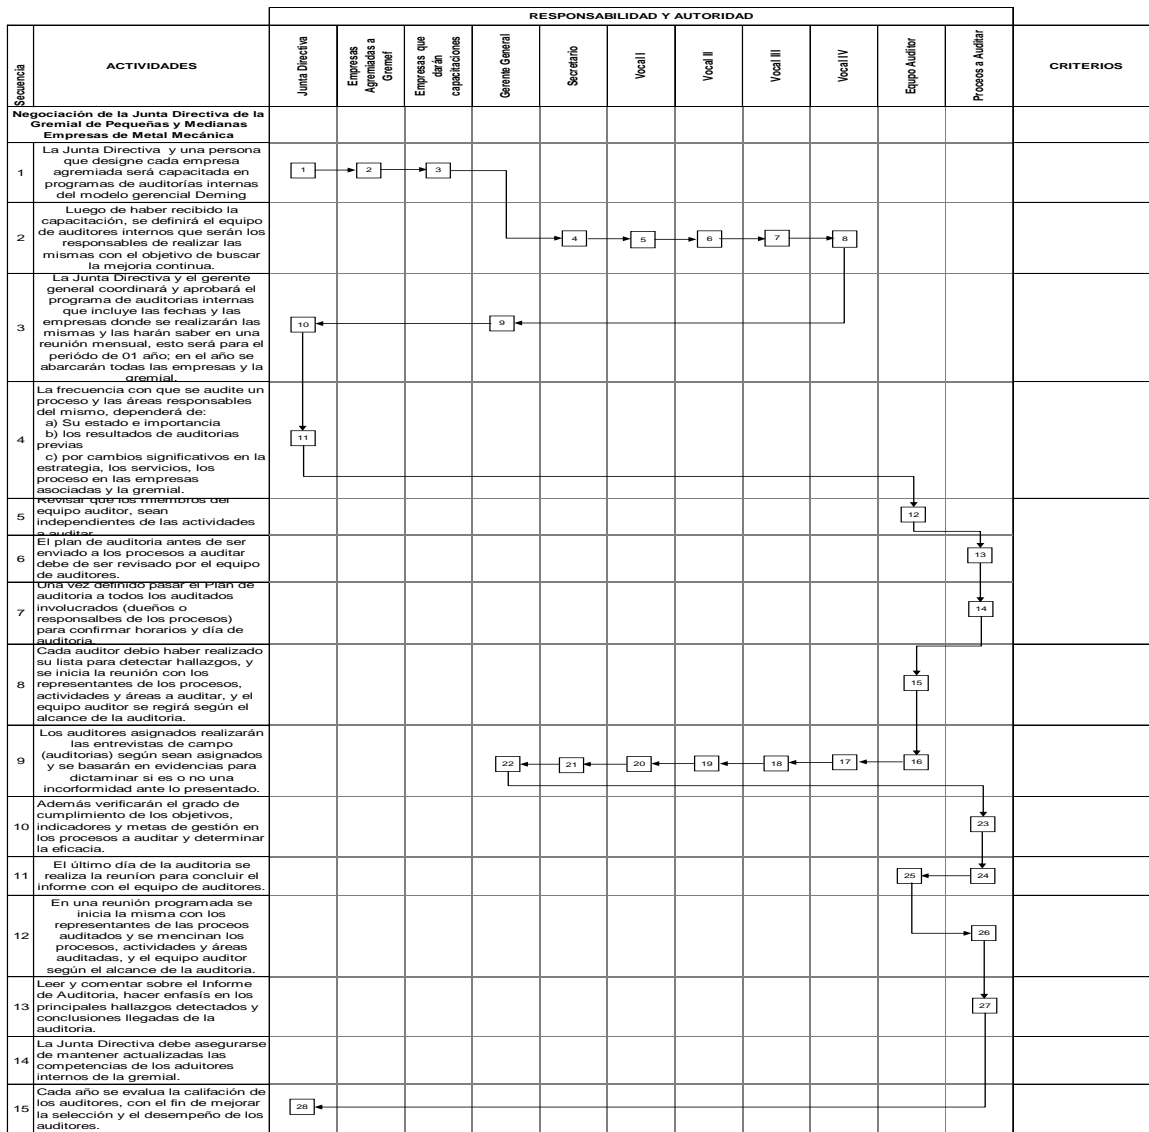 RESPONSABILIDAD Y AUTORIDAD
Secuencia
ACTIVIDADES
Junta Directiva
Empresas
Agremiadas a
Gremef
Empresas que
darán
capacitaciones
Gerente General
Secretario
Vocal I
Vocal II
Vocal III
Vocal IV
Equpo Auditor
Proceos a Auditar
CRITERIOS
Negociación de la Junta Directiva de la
Gremial de Pequeñas y Medianas
Empresas de Metal Mecánica
1
La Junta Directiva y una persona
que designe cada empresa
agremiada será capacitada en
programas de auditorías internas
del modelo gerencial Deming
1
2
3
2
Luego de haber recibido la
capacitación, se definirá el equipo
de auditores internos que serán los
responsables de realizar las
mismas con el objetivo de buscar
la mejoria continua.
4
5
6
7
8
3
La Junta Directiva y el gerente
general coordinará y aprobará el
programa de auditorias internas
que incluye las fechas y las
empresas donde se realizarán las
mismas y las harán saber en una
reunión mensual, esto será para el
periódo de 01 año; en el año se
abarcarán todas las empresas y la
gremial.
10
9
4
La frecuencia con que se audite un
proceso y las áreas responsables
del mismo, dependerá de:
a) Su estado e importancia
b) los resultados de auditorias
previas
c) por cambios significativos en la
estrategia, los servicios, los
proceso en las empresas
asociadas y la gremial.
11
5
Revisar que los miembros del
equipo auditor, sean
independientes de las actividades
a auditar
12
6
El plan de auditoria antes de ser
enviado a los procesos a auditar
debe de ser revisado por el equipo
de auditores.
13
7
Una vez definido pasar el Plan de
auditoria a todos los auditados
involucrados (dueños o
responsalbes de los procesos)
para confirmar horarios y día de
auditoria.
14
8
Cada auditor debio haber realizado
su lista para detectar hallazgos, y
se inicia la reunión con los
representantes de los procesos,
actividades y áreas a auditar, y el
equipo auditor se regirá según el
alcance de la auditoria.
15
9
Los auditores asignados realizarán
las entrevistas de campo
(auditorias) según sean asignados
y se basarán en evidencias para
dictaminar si es o no una
incorformidad ante lo presentado.
22
21
20
19
18
17
16
10
Además verificarán el grado de
cumplimiento de los objetivos,
indicadores y metas de gestión en
los procesos a auditar y determinar
la eficacia.
23
11
El último día de la auditoria se
realiza la reuníon para concluir el
informe con el equipo de auditores.
25
24
12
En una reunión programada se
inicia la misma con los
representantes de las proceos
auditados y se mencinan los
procesos, actividades y áreas
auditadas, y el equipo auditor
según el alcance de la auditoria.
26
13
Leer y comentar sobre el Informe
de Auditoria, hacer enfasís en los
principales hallazgos detectados y
conclusiones llegadas de la
auditoria.
27
14
La Junta Directiva debe asegurarse
de mantener actualizadas las
competencias de los aduitores
internos de la gremial.
15
Cada año se evalua la califación de
los auditores, con el fin de mejorar
la selección y el desempeño de los
auditores.
28